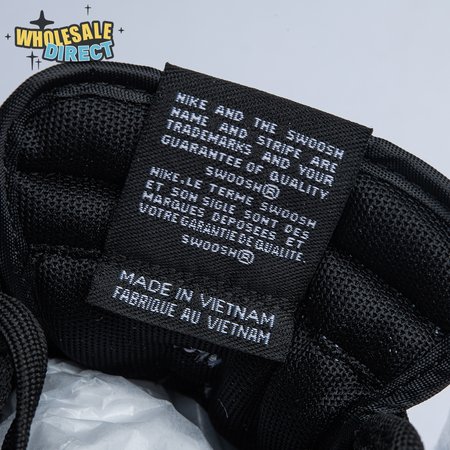 WHOLESALE
DIRECT
NIKE AND THE SWOOSH
NAME AND STRIPE ARE
TRADEMARKS AND YOUR
GUARANTEE OF QUALITY
SWOOSH®
NIKE.LE TERME SWOOSH
ET SON SIGLE SONT DES
MARQUES DEPOSEES ET
VOTRE GARANTIE DE QUALITE.
SWOOSH®
MADE IN VIETNAM
FABRIQUE AU VIETNAM